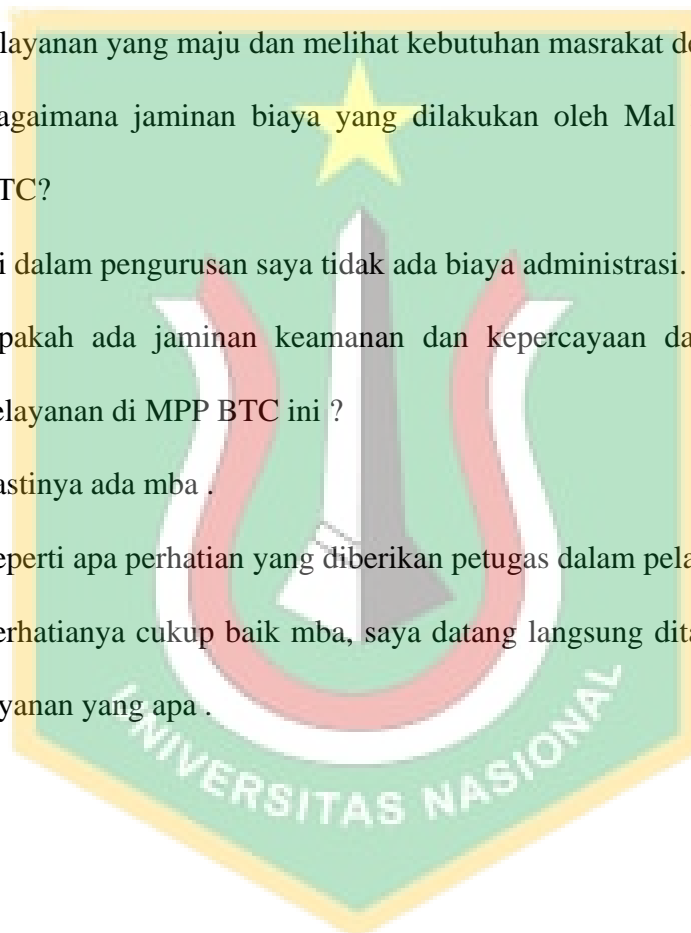 layanan yang maju dan melihat kebutuhan masrakat de
agaimana jaminan biaya yang dilakukan oleh Mal
TC?
i dalam pengurusan saya tidak ada biaya administrasi.
pakah ada jaminan keamanan dan kepercayaan da
elayanan di MPP BTC ini ?
astinya ada mba .
eperti apa perhatian yang diberikan petugas dalam pela
erhatianya cukup baik mba, saya datang langsung dita
yanan yang apa .
UNIVERSITAS NASIONAL